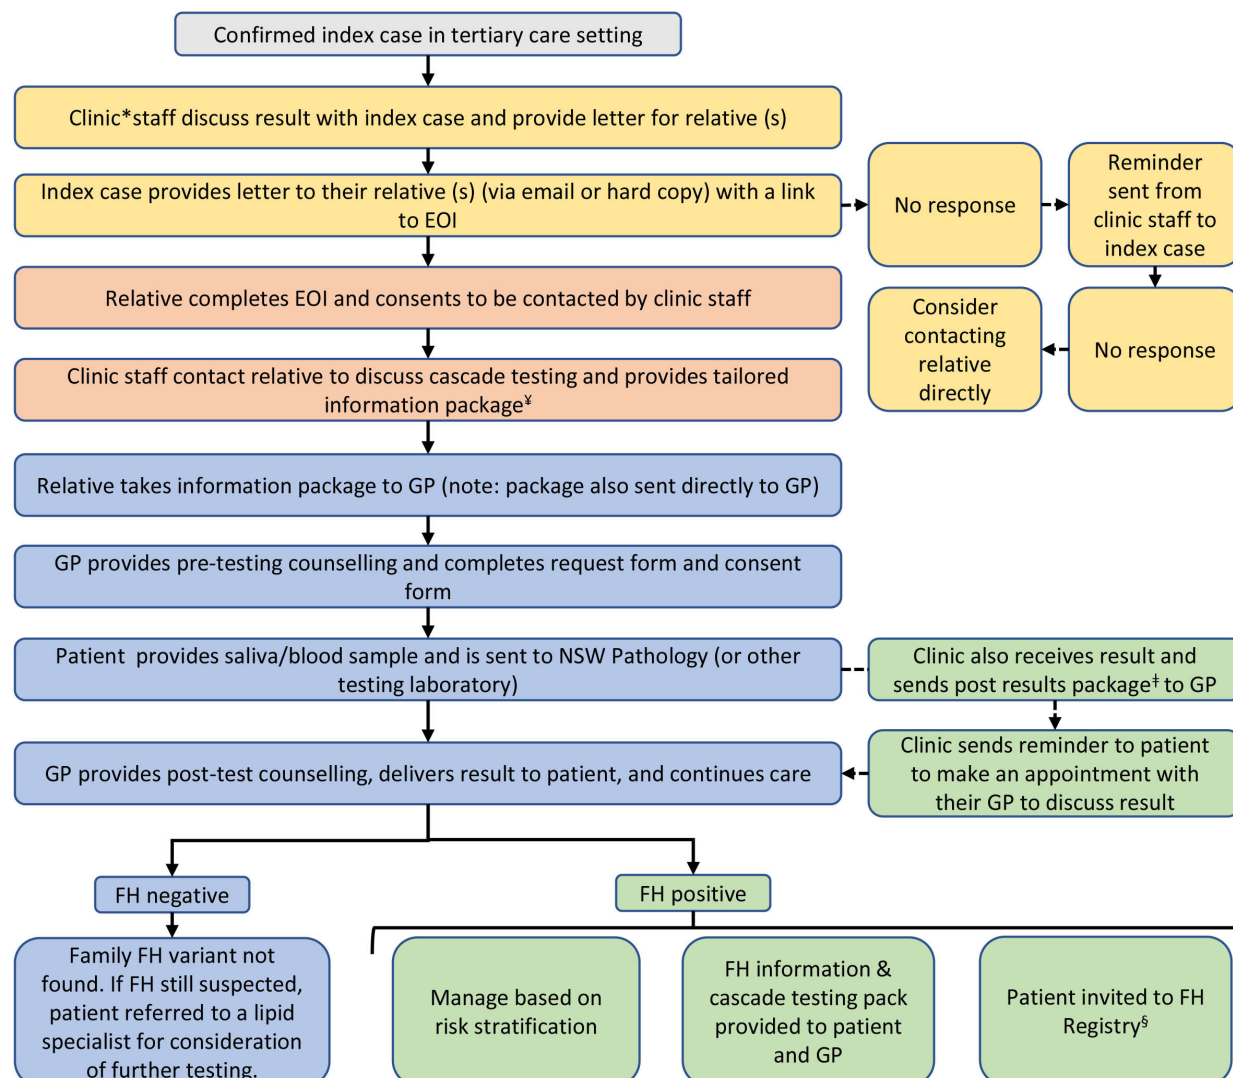 Confirmed index case in tertiary care setting
Clinic*staff discuss result with index case and provide letter for relative (s)
Index case provides letter to their relative (s) (via email or hard copy) with a link
to EOI
No response
Reminder
sent from
clinic staff to
index case
Relative completes EOI and consents to be contacted by clinic staff
Consider
contacting
relative
directly
No response
Clinic staff contact relative to discuss cascade testing and provides tailored
information package¥
Relative takes information package to GP (note: package also sent directly to GP)
GP provides pre-testing counselling and completes request form and consent
form
Patient  provides saliva/blood sample and is sent to NSW Pathology (or other
testing laboratory)
Clinic also receives result and
sends post results package‡ to GP
GP provides post-test counselling, delivers result to patient, and continues care
Clinic sends reminder to patient
to make an appointment with
their GP to discuss result
FH negative
FH positive
Family FH variant not
found. If FH still suspected,
patient referred to a lipid
specialist for consideration
of further testing.
Manage based on
risk stratification
FH information &
cascade testing pack
provided to patient
and GP
Patient invited to FH
Registry§